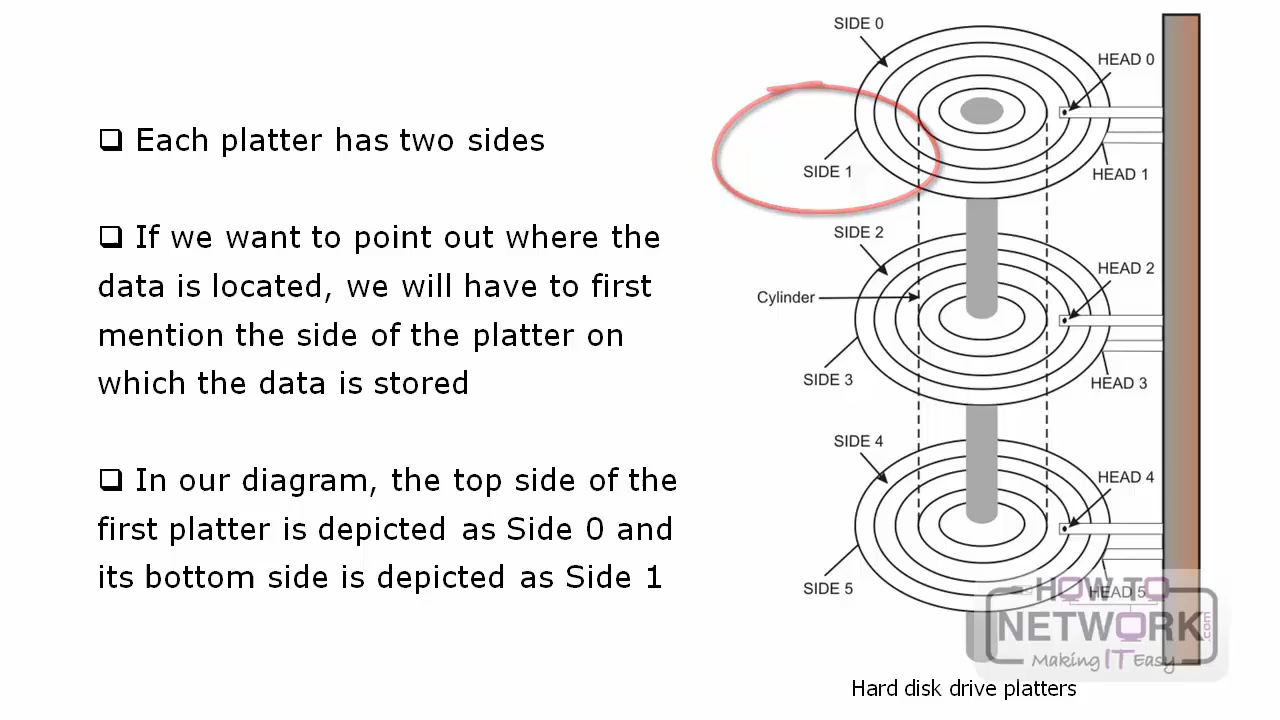 ❑ Each platter has two sides
❑ If we want to point out where the
data is located, we will have to first
mention the side of the platter on
which the data is stored
❑ In our diagram, the top side of the
first platter is depicted as Side 0 and
its bottom side is depicted as Side 1
SIDE 0
HEAD 0
SIDE 1
HEAD 1
SIDE 2
HEAD 2
Cylinder
SIDE 3
HEAD 3
SIDE 4
HEAD 4
SIDE 5
HEAD 5
HOW TO
NETWORK.com
Making IT Easy
Hard disk drive platters